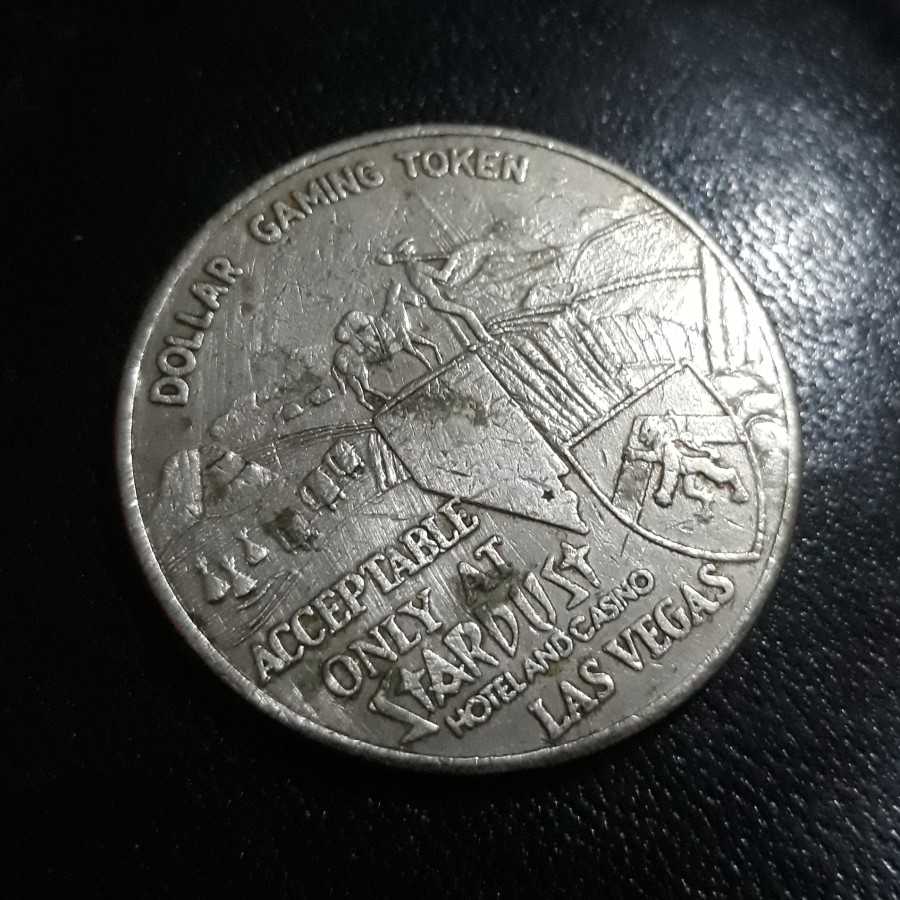 DOLLAR GAMING TOKEN
ACCEPTABLE
ONLY AT
STARDUST
HOTEL AND CASINO
LAS VEGAS